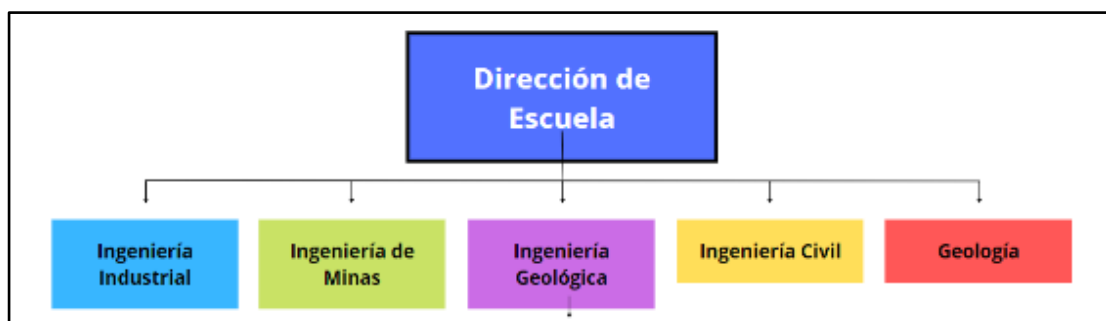 Dirección de
Escuela
Ingeniería
Industrial
Ingeniería de
Minas
Ingeniería
Geológica
Ingeniería Civil
Geología